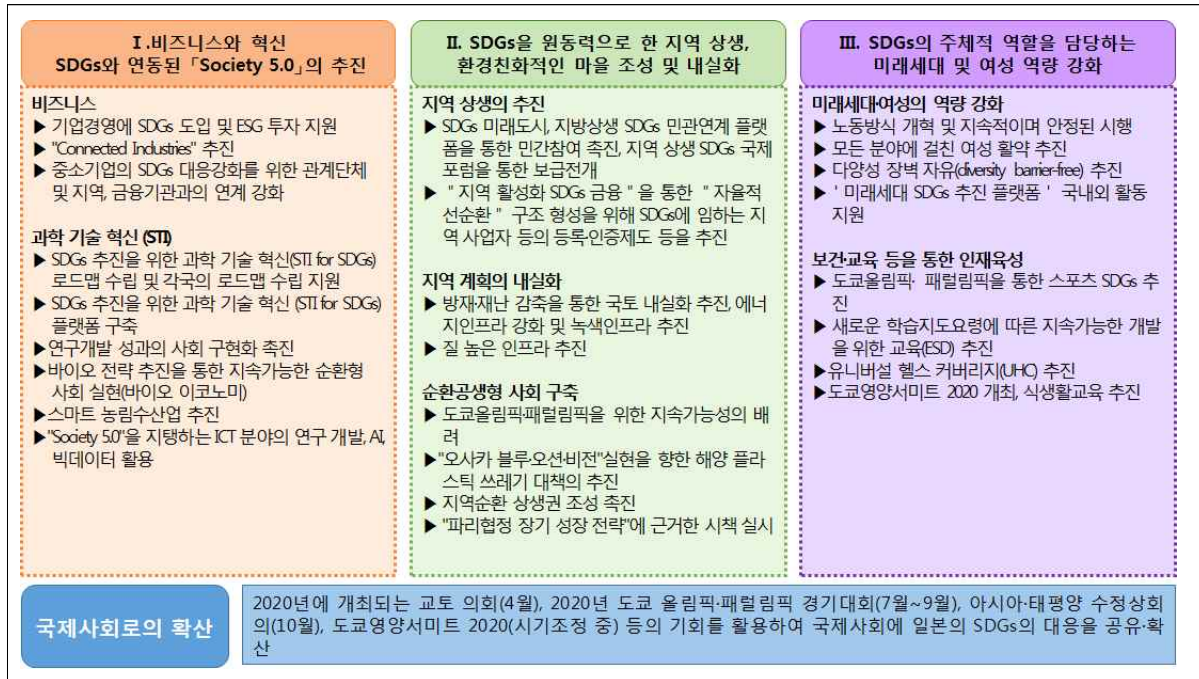 Ⅰ.비즈니스와 혁신
SDGs와 연동된 「Society 5.0」의 추진
비즈니스
▶ 기업경영에 SDGs 도입 및 ESG 투자 지원
▶ "Connected Industries" 추진
▶ 중소기업의 SDGs 대응강화를 위한 관계단체
및 지역, 금융기관과의 연계 강화
과학 기술 혁신 (STI)
▶ SDGs 추진을 위한 과학 기술 혁신(STI for SDGs)
로드맵 수립 및 각국의 로드맵 수립 지원
▶ SDGs 추진을 위한 과학 기술 혁신 (STI for SDGs)
플랫폼 구축
▶연구개발 성과의 사회 구현화 촉진
▶바이오 전략 추진을 통한 지속가능한 순환형
사회 실현(바이오 이코노미)
▶스마트 농림수산업 추진
▶"Society 5.0"을 지탱하는 ICT 분야의 연구 개발, AI,
빅데이터 활용
Ⅱ. SDGs을 원동력으로 한 지역 상생,
환경친화적인 마을 조성 및 내실화
지역 상생의 추진
▶ SDGs 미래도시, 지방상생 SDGs 민관연계 플랫
폼을 통한 민간참여 촉진, 지역 상생 SDGs 국제
포럼을 통한 보급전개
▶ " 지역 활성화 SDGs 금융 " 을 통한 " 자율적
선순환 " 구조 형성을 위해 SDGs에 임하는 지
역 사업자 등의 등록·인증제도 등을 추진
지역 계획의 내실화
▶ 방재·재난 감축을 통한 국토 내실화 추진, 에너
지인프라 강화 및 녹색인프라 추진
▶ 질 높은 인프라 추진
순환공생형 사회 구축
▶ 도쿄올림픽·패럴림픽을 위한 지속가능성의 배
려
▶"오사카 블루·오션·비전"실현을 향한 해양 플라
스틱 쓰레기 대책의 추진
▶ 지역순환 상생권 조성 촉진
▶ "파리협정 장기 성장 전략"에 근거한 시책 실시
Ⅲ. SDGs의 주체적 역할을 담당하는
미래세대 및 여성 역량 강화
미래세대·여성의 역량 강화
▶ 노동방식 개혁 및 지속적이며 안정된 시행
▶ 모든 분야에 걸친 여성 활약 추진
▶ 다양성 장벽 자유(diversity barrier-free) 추진
▶ ' 미래세대 SDGs 추진 플랫폼 ' 국내외 활동
지원
보건·교육 등을 통한 인재육성
▶ 도쿄올림픽· 패럴림픽을 통한 스포츠 SDGs 추
진
▶ 새로운 학습지도요령에 따른 지속가능한 개발
을 위한 교육(ESD) 추진
▶유니버설 헬스 커버리지(UHC) 추진
▶도쿄영양서미트 2020 개최, 식생활교육 추진
국제사회로의 확산
2020년에 개최되는 교토 의회(4월), 2020년 도쿄 올림픽·패럴림픽 경기대회(7월~9월), 아시아·태평양 수정상회
의(10월), 도쿄영양서미트 2020(시기조정 중) 등의 기회를 활용하여 국제사회에 일본의 SDGs의 대응을 공유·확
산